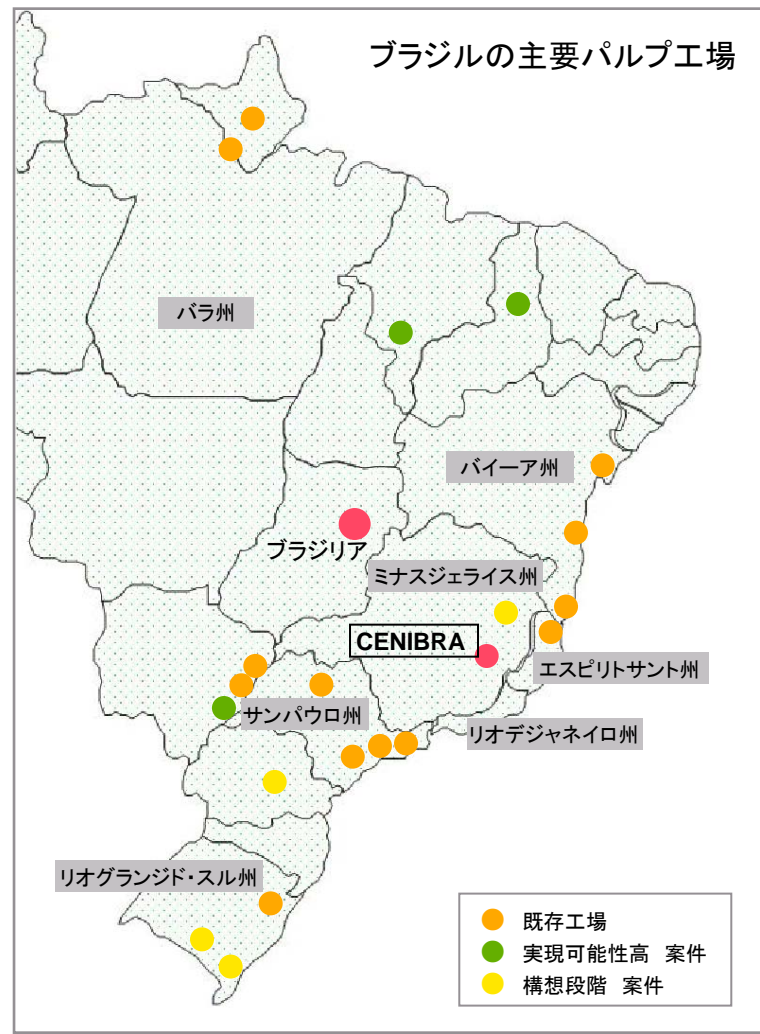 ブラジルの主要パルプ工場
バラ州
バイーア州
ブラジリア
ミナスジェライス州
CENIBRA
エスピリトサント州
サンパウロ州
リオデジャネイロ州
リオグランジド・スル州
既存工場
実現可能性高 案件
構想段階 案件